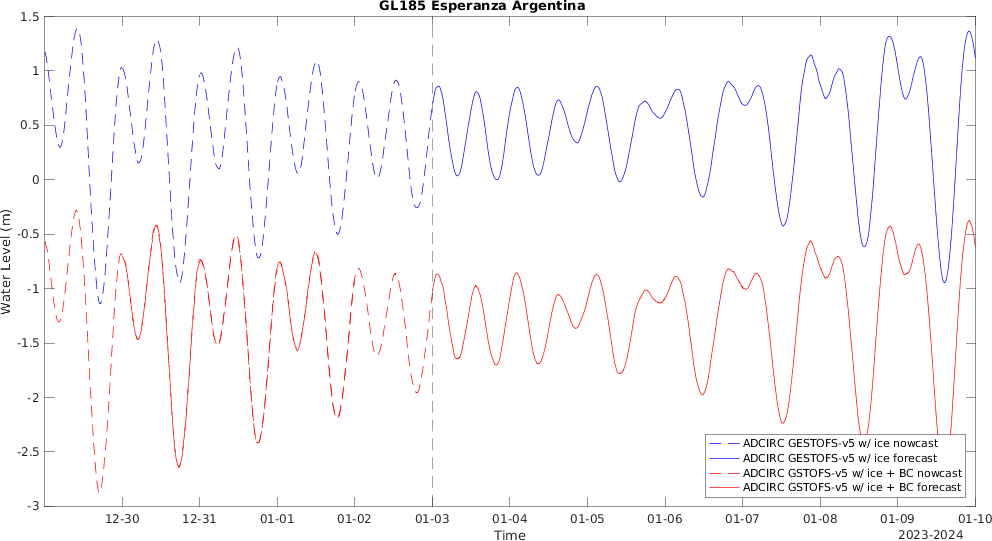 GL185 Esperanza Argentina
Water Level (m)
1.5
1
0.5
0
-0.5
-1
-1.5
-2
-2.5
-3
ADCIRC GESTOFS-v5 w/ ice nowcast
ADCIRC GESTOFS-v5 w/ ice forecast
ADCIRC GSTOFS-v5 w/ ice + BC nowcast
ADCIRC GSTOFS-v5 w/ ice + BC forecast
12-30 12-31 01-01 01-02 01-03 01-04 01-05 01-06 01-07 01-08 01-09 01-10
Time
2023-2024